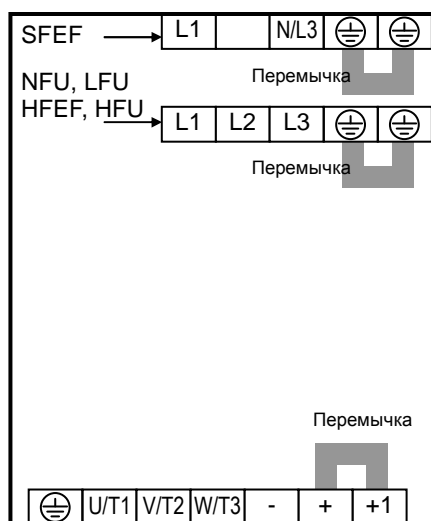 SFEF L1 N/L3
Перемычка
NFU, LFU
HFEF, HFU L1 L2 L3
Перемычка
Перемычка
U/T1 V/T2 W/T3 - + +1